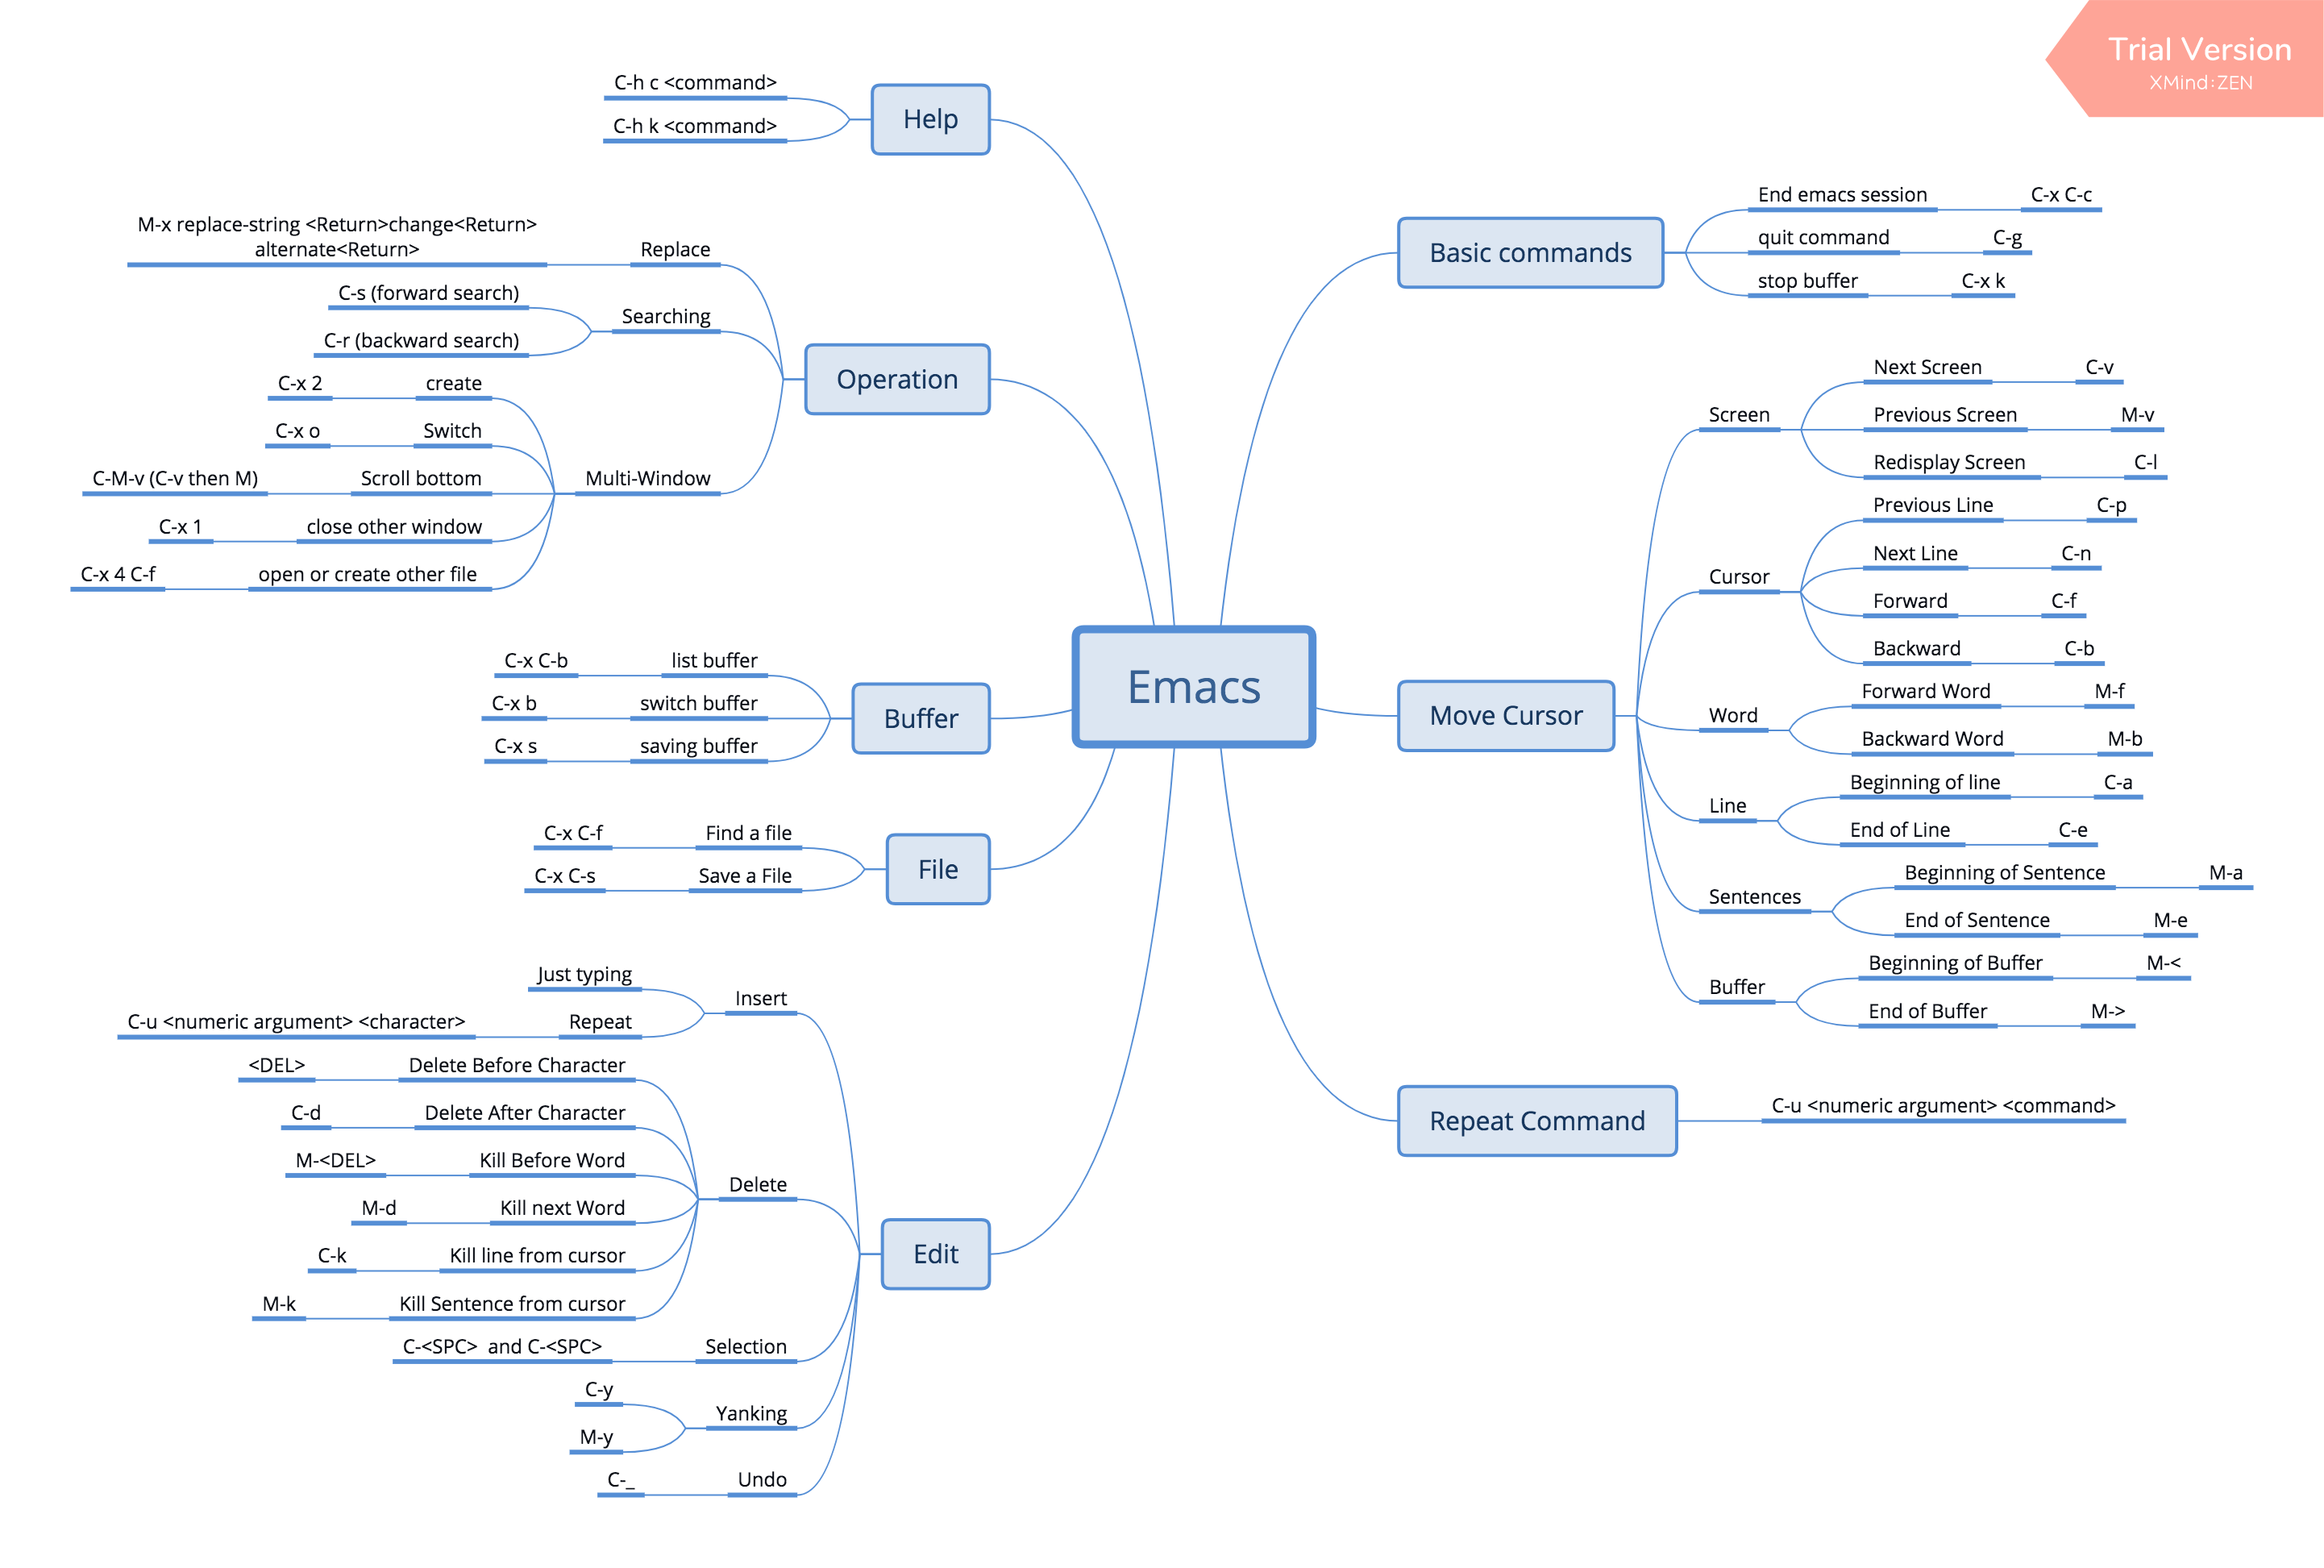 Trial Version
XMind:ZEN
Emacs
Basic commands
End emacs session
C-x C-c
quit command
C-g
stop buffer
C-x k
Move Cursor
Screen
Next Screen
C-v
Previous Screen
M-v
Redisplay Screen
C-l
Cursor
Previous Line
C-p
Next Line
C-n
Forward
C-f
Backward
C-b
Word
Forward Word
M-f
Backward Word
M-b
Line
Beginning of line
C-a
End of Line
C-e
Sentences
Beginning of Sentence
M-a
End of Sentence
M-e
Buffer
Beginning of Buffer
M-<
End of Buffer
M->
Repeat Command
C-u <numeric argument> <command>
Help
C-h c <command>
C-h k <command>
Operation
Replace
M-x replace-string <Return>change<Return>
alternate<Return>
Searching
C-s (forward search)
C-r (backward search)
Multi-Window
create
C-x 2
Switch
C-x o
Scroll bottom
C-M-v (C-v then M)
close other window
C-x 1
open or create other file
C-x 4 C-f
Buffer
list buffer
C-x C-b
switch buffer
C-x b
saving buffer
C-x s
File
Find a file
C-x C-f
Save a File
C-x C-s
Edit
Insert
Just typing
Repeat
C-u <numeric argument> <character>
Delete
Delete Before Character
<DEL>
Delete After Character
C-d
Kill Before Word
M-<DEL>
Kill next Word
M-d
Kill line from cursor
C-k
Kill Sentence from cursor
M-k
Selection
C-<SPC>  and C-<SPC>
Yanking
C-y
M-y
Undo
C-_